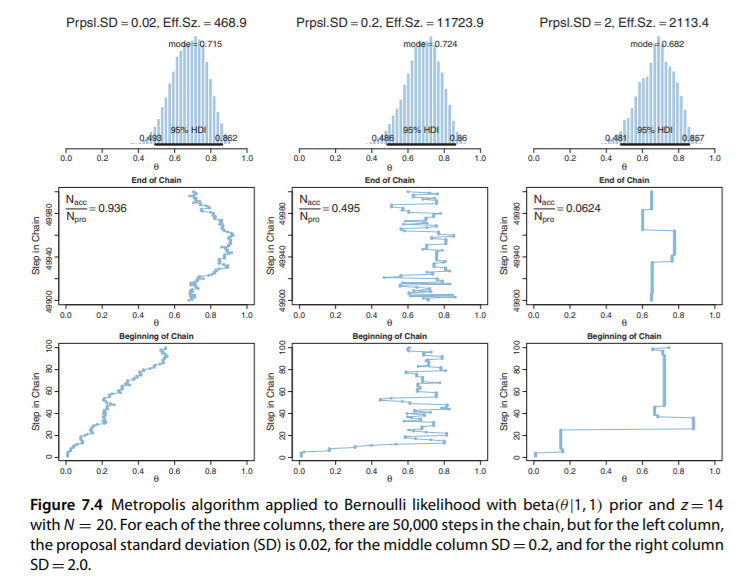 Prpsl.SD = 0.02, Eff.Sz. = 468.9
mode = 0.715
95% HDI
0.493 0.862
0.0 0.2 0.4 0.6 0.8 1.0
θ
Prpsl.SD = 0.2, Eff.Sz. = 11723.9
mode = 0.724
95% HDI
0.486 0.86
0.0 0.2 0.4 0.6 0.8 1.0
θ
Prpsl.SD = 2, Eff.Sz. = 2113.4
mode = 0.682
95% HDI
0.481 0.857
0.0 0.2 0.4 0.6 0.8 1.0
θ
End of Chain
Nacc
Npro
= 0.936
Step in Chain
49900 49940 49980
0.0 0.2 0.4 0.6 0.8 1.0
θ
End of Chain
Nacc
Npro
= 0.495
Step in Chain
49900 49940 49980
0.0 0.2 0.4 0.6 0.8 1.0
θ
End of Chain
Nacc
Npro
= 0.0624
Step in Chain
49900 49940 49980
0.0 0.2 0.4 0.6 0.8 1.0
θ
Beginning of Chain
Step in Chain
0 20 40 60 80 100
0.0 0.2 0.4 0.6 0.8 1.0
θ
Beginning of Chain
Step in Chain
0 20 40 60 80 100
0.0 0.2 0.4 0.6 0.8 1.0
θ
Beginning of Chain
Step in Chain
0 20 40 60 80 100
0.0 0.2 0.4 0.6 0.8 1.0
θ
Figure 7.4 Metropolis algorithm applied to Bernoulli likelihood with beta(θ|1, 1) prior and z = 14
with N = 20. For each of the three columns, there are 50,000 steps in the chain, but for the left column,
the proposal standard deviation (SD) is 0.02, for the middle column SD = 0.2, and for the right column
SD = 2.0.